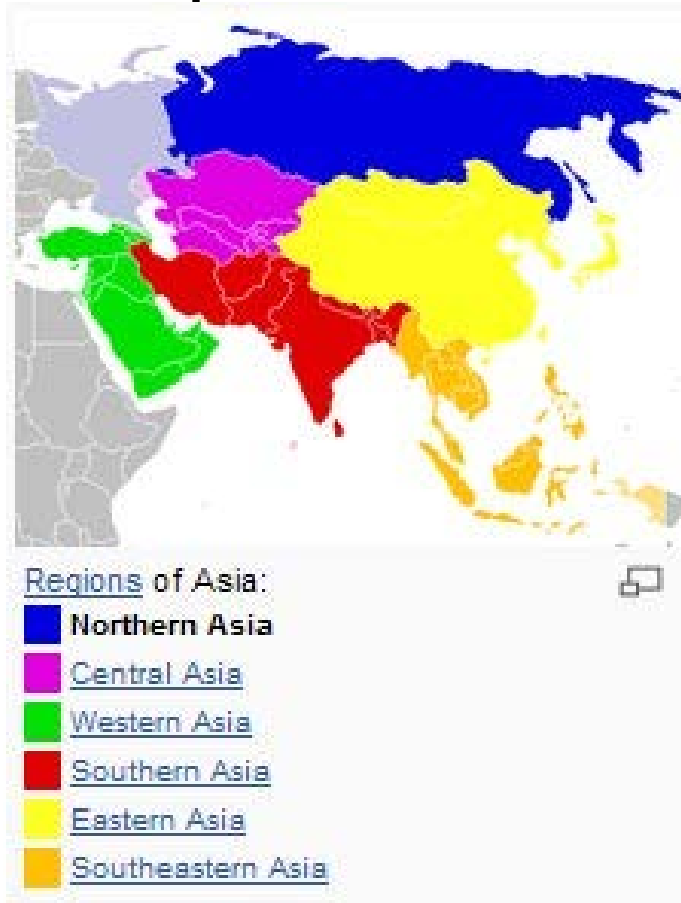 Regions of Asia:
Northern Asia
Central Asia
Western Asia
Southern Asia
Eastern Asia
Southeastern Asia